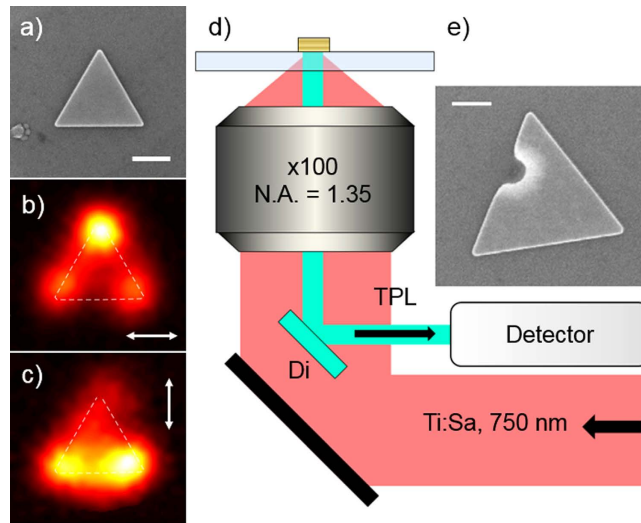 a)
d)
e)
x100
N.A. = 1.35
b)
TPL
Detector
Di
c)
Ti:Sa, 750 nm